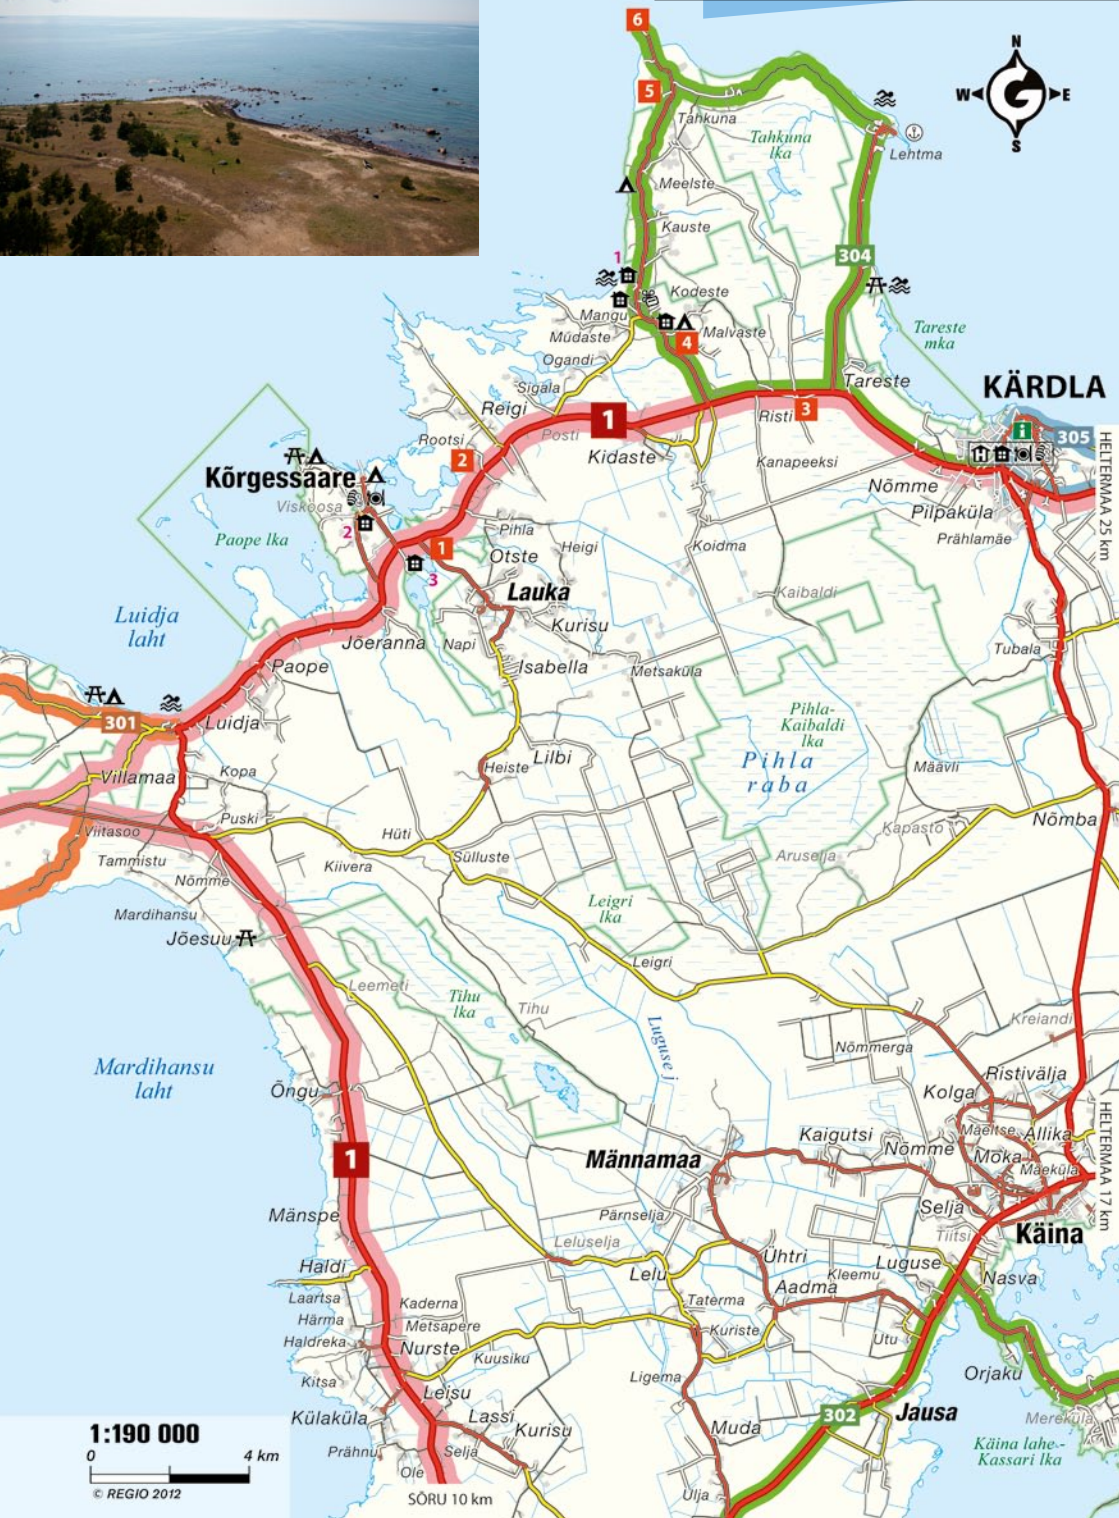 6
5
N
W
E
S
G
Tahkuna
Tahkuna
lka
Lehtma
Meelste
Kauste
304
1
Kodeste
Mangu
Malvaste
4
Mudaste
Ogandi
Tareste
mka
Sigala
Tareste
KÄRDLA
Reigi
1
Risti
3
i
305
Posti
Rootsi
2
Kidaste
Kanapeeksi
HELTERMAA 25 km
Kõrgessaare
Nõmme
Viskoosa
Pilpaküla
2
Paope lka
Pihla
Prählamäe
1
Otste
Heigi
Koidma
3
Lauka
Kaibaldi
Luidja
laht
Kurisu
Jõeranna
Napi
Tubala
Paope
Isabella
Metsaküla
301
Luidja
Pihla-
Kaibaldi
lka
Lilbi
Pihla
raba
Villamaa
Kopa
Heiste
Määvli
Puski
Nõmba
Viitasoo
Hüti
Kapasto
Tammistu
Kiivera
Sülluste
Aruselja
Nõmme
Leigri
lka
Mardihansu
Jõesuu
Leigri
Leemeti
Tihu
lka
Tihu
Luguse j
Kreiandi
Nõmmerga
Mardihansu
laht
Ristivälja
Õngu
Kolga
Mäeltse
Allika
HELTERMAA 17 km
Kaigutsi
Nõmme
1
Männamaa
Moka
Mäeküla
Mänspe
Pärnselja
Selja
Tiitsi
Käina
Leluselja
Ühtri
Haldi
Lelu
Luguse
Kleemu
Nasva
Laartsa
Kaderna
Taterma
Aadma
Härma
Metsapere
Haldreka
Nurste
Kuriste
Utu
Kuusiku
Kitsa
Ligema
Orjaku
Leisu
302
Jausa
Külaküla
Lassi
Muda
Mereküla
1:190 000
Kurisu
Prähnu
Selja
Käina lahe -
Kassari lka
0
4 km
Ole
© REGIO 2012
SÕRU 10 km
Ulja